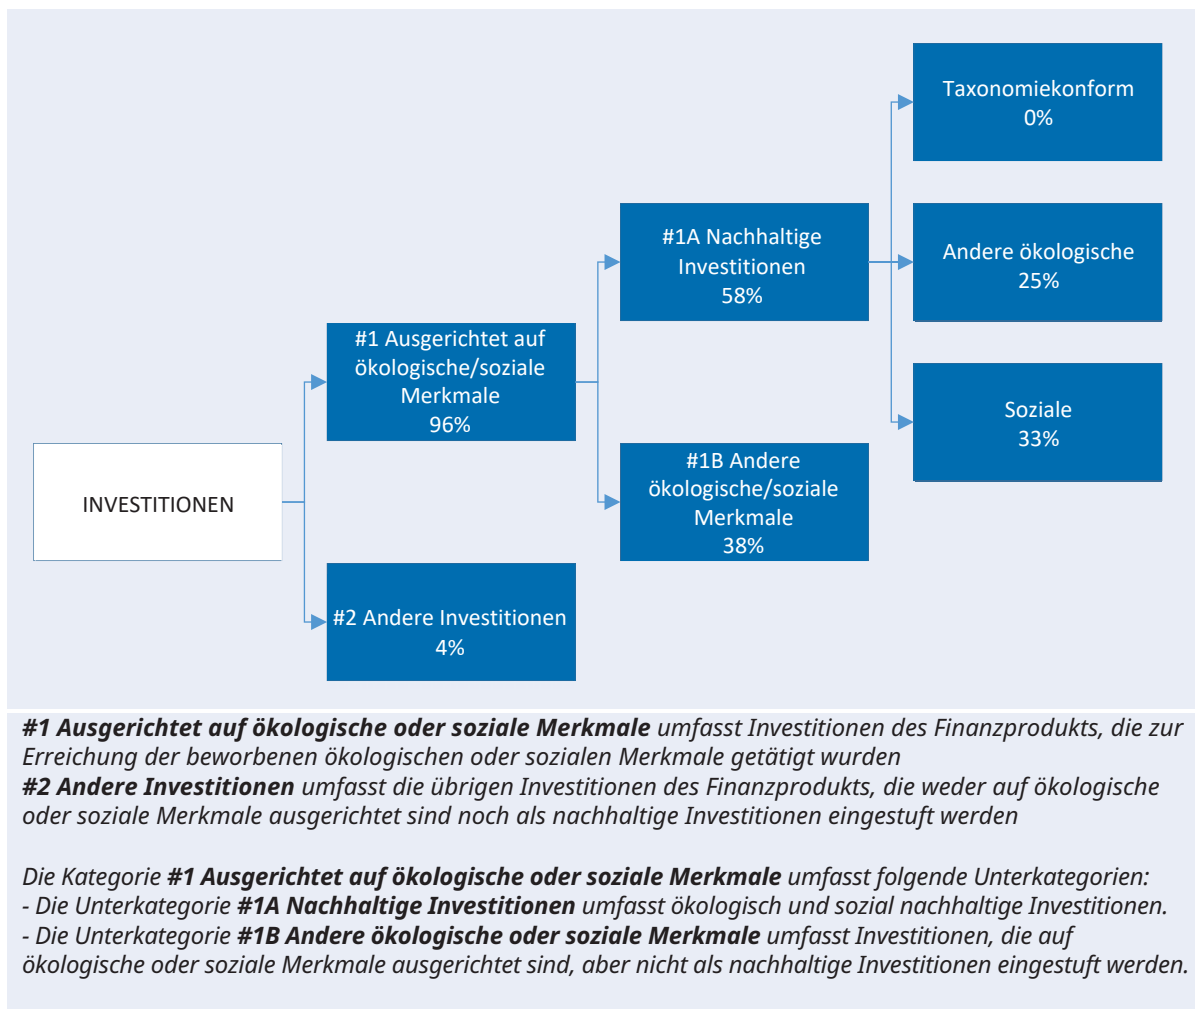 Taxonomiekonform
0%
#1A Nachhaltige
Investitionen
58%
Andere ökologische
25%
#1 Ausgerichtet auf
ökologische/soziale
Merkmale
96%
Soziale
33%
INVESTITIONEN
#1B Andere
ökologische/soziale
Merkmale
38%
#2 Andere Investitionen
4%
#1 Ausgerichtet auf ökologische oder soziale Merkmale umfasst Investitionen des Finanzprodukts, die zur
Erreichung der beworbenen ökologischen oder sozialen Merkmale getätigt wurden
#2 Andere Investitionen umfasst die übrigen Investitionen des Finanzprodukts, die weder auf ökologische
oder soziale Merkmale ausgerichtet sind noch als nachhaltige Investitionen eingestuft werden
Die Kategorie #1 Ausgerichtet auf ökologische oder soziale Merkmale umfasst folgende Unterkategorien:
- Die Unterkategorie #1A Nachhaltige Investitionen umfasst ökologisch und sozial nachhaltige Investitionen.
- Die Unterkategorie #1B Andere ökologische oder soziale Merkmale umfasst Investitionen, die auf
ökologische oder soziale Merkmale ausgerichtet sind, aber nicht als nachhaltige Investitionen eingestuft werden.